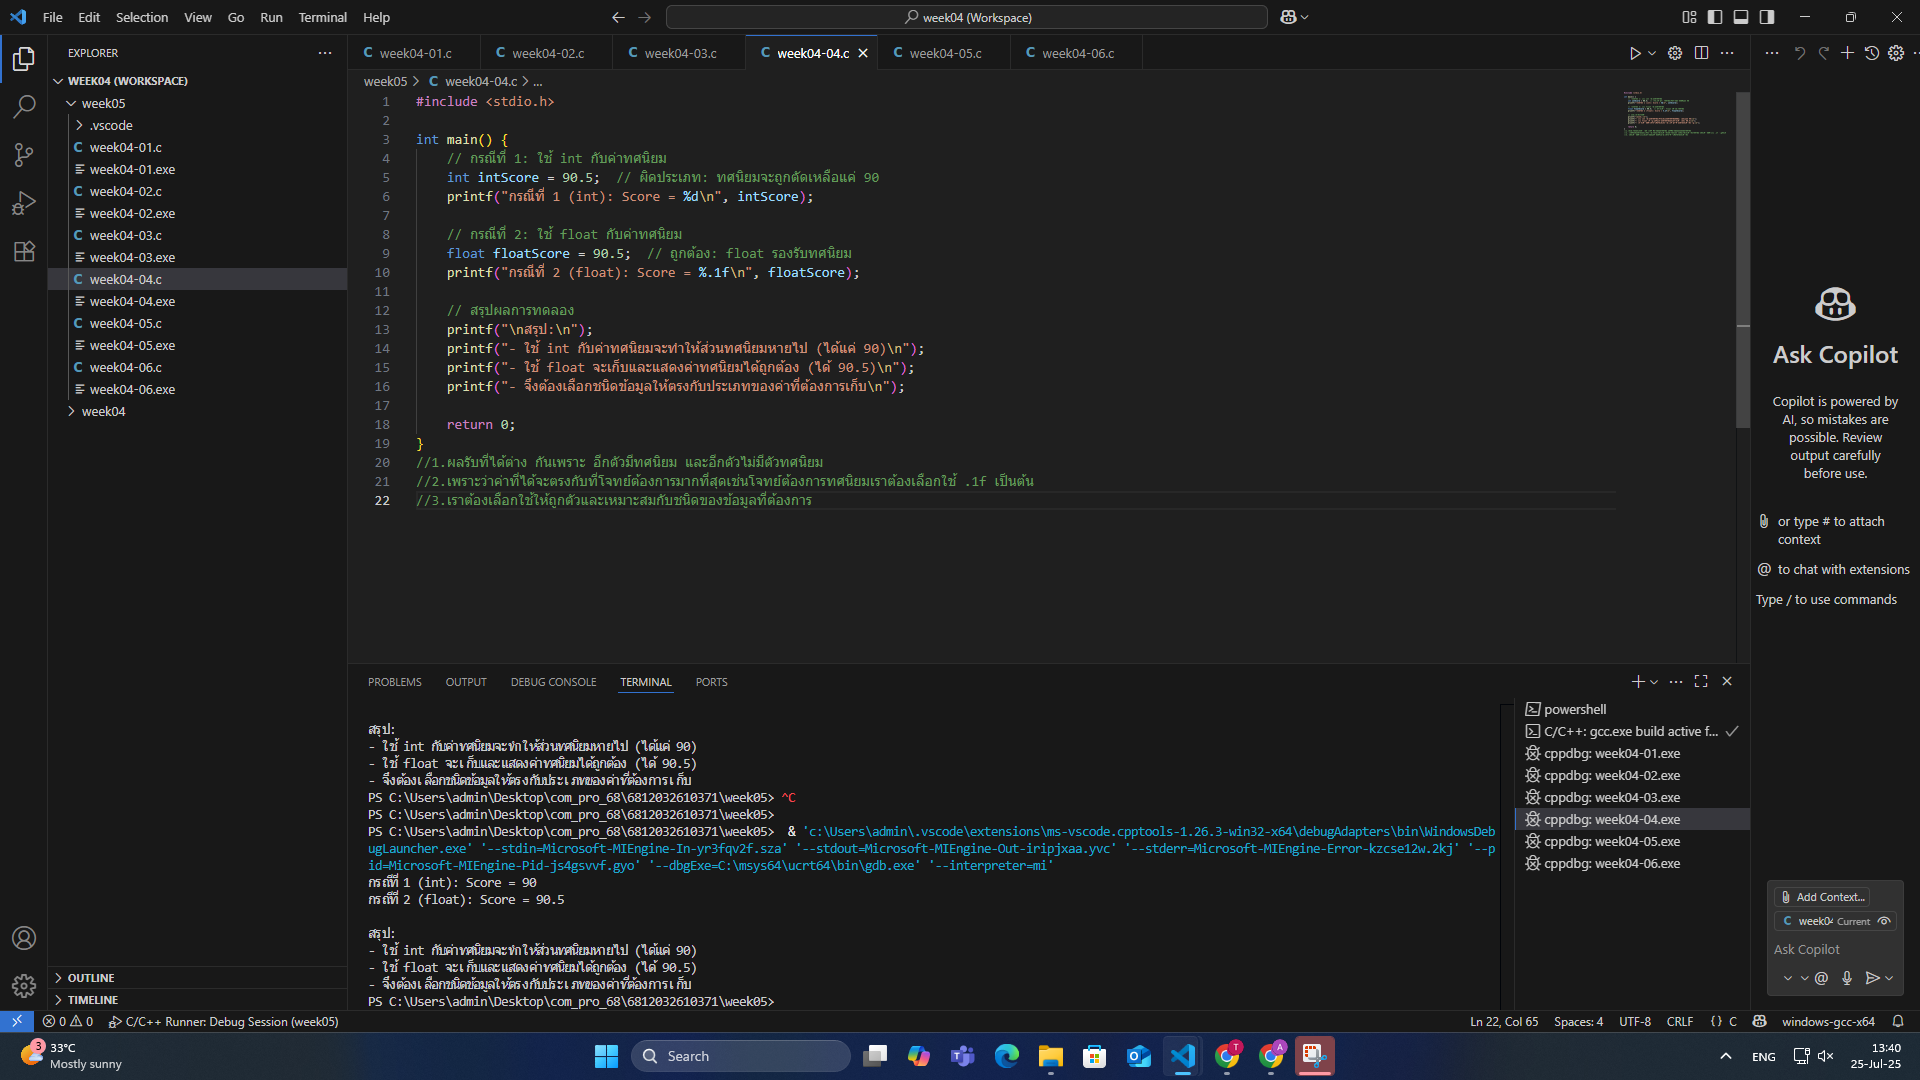 File Edit Selection View Go Run Terminal Help
week04 (Workspace)
EXPLORER
WEEK04 (WORKSPACE)
week05
.vscode
week04-01.c
week04-01.exe
week04-02.c
week04-02.exe
week04-03.c
week04-03.exe
week04-04.c
week04-04.exe
week04-05.c
week04-05.exe
week04-06.c
week04-06.exe
week04
OUTLINE
TIMELINE
week04-01.c week04-02.c week04-03.c week04-04.c week04-05.c week04-06.c
week05 > C week04-04.c > ...
1 #include <stdio.h>
2
3 int main() {
4 // กรณีที่ 1: ใช้ int กับค่าทศนิยม
5 int intScore = 90.5; // ผิดประเภท: ทศนิยมจะถูกตัดเหลือแค่ 90
6 printf("กรณีที่ 1 (int): Score = %d\n", intScore);
7
8 // กรณีที่ 2: ใช้ float กับค่าทศนิยม
9 float floatScore = 90.5; // ถูกต้อง: float รองรับทศนิยม
10 printf("กรณีที่ 2 (float): Score = %.1f\n", floatScore);
11
12 // สรุปผลการทดลอง
13 printf("\nสรุป:\n");
14 printf("- ใช้ int กับค่าทศนิยมจะทำให้ส่วนทศนิยมหายไป (ได้แค่ 90)\n");
15 printf("- ใช้ float จะเก็บและแสดงค่าทศนิยมได้ถูกต้อง (ได้ 90.5)\n");
16 printf("- จึงต้องเลือกชนิดข้อมูลให้ตรงกับประเภทของค่าที่ต้องการเก็บ\n");
17
18 return 0;
19 }
20 //1.ผลรับที่ได้ต่าง กันเพราะ อีกตัวมีทศนิยม และอีกตัวไม่มีตัวทศนิยม
21 //2.เพราะว่าค่าที่ได้จะตรงกับที่โจทย์ต้องการมากที่สุดเช่นโจทย์ต้องการทศนิยมเราต้องเลือกใช้ .1f เป็นต้น
22 //3.เราต้องเลือกใช้ให้ถูกตัวและเหมาะสมกับชนิดของข้อมูลที่ต้องการ
PROBLEMS OUTPUT DEBUG CONSOLE TERMINAL PORTS
สรุป:
- ใช้ int กับค่าทศนิยมจะทำให้ส่วนทศนิยมหายไป (ได้แค่ 90)
- ใช้ float จะเก็บและแสดงค่าทศนิยมได้ถูกต้อง (ได้ 90.5)
- จึงต้องเลือกชนิดข้อมูลให้ตรงกับประเภทของค่าที่ต้องการเก็บ
PS C:\Users\admin\Desktop\com_pro_68\6812032610371\week05> ^C
PS C:\Users\admin\Desktop\com_pro_68\6812032610371\week05>
PS C:\Users\admin\Desktop\com_pro_68\6812032610371\week05> & 'c:\Users\admin\.vscode\extensions\ms-vscode.cpptools-1.26.3-win32-x64\debugAdapters\bin\WindowsDeb
ugLauncher.exe' '--stdin=Microsoft-MIEngine-In-yr3fqv2f.sza' '--stdout=Microsoft-MIEngine-Out-iripjxaa.yvc' '--stderr=Microsoft-MIEngine-Error-kzcse12w.2kj' '--p
id=Microsoft-MIEngine-Pid-js4gsvvf.gyo' '--dbgExe=C:\msys64\ucrt64\bin\gdb.exe' '--interpreter=mi'
กรณีที่ 1 (int): Score = 90
กรณีที่ 2 (float): Score = 90.5
สรุป:
- ใช้ int กับค่าทศนิยมจะทำให้ส่วนทศนิยมหายไป (ได้แค่ 90)
- ใช้ float จะเก็บและแสดงค่าทศนิยมได้ถูกต้อง (ได้ 90.5)
- จึงต้องเลือกชนิดข้อมูลให้ตรงกับประเภทของค่าที่ต้องการเก็บ
PS C:\Users\admin\Desktop\com_pro_68\6812032610371\week05>
powershell
C/C++: gcc.exe build active f...
cppdbg: week04-01.exe
cppdbg: week04-02.exe
cppdbg: week04-03.exe
cppdbg: week04-04.exe
cppdbg: week04-05.exe
cppdbg: week04-06.exe
Ask Copilot
Copilot is powered by
AI, so mistakes are
possible. Review
output carefully
before use.
or type # to attach
context
@ to chat with extensions
Type / to use commands
Add Context...
C week04 Current
Ask Copilot
0 0 C/C++ Runner: Debug Session (week05)
Ln 22, Col 65 Spaces: 4 UTF-8 CRLF {} C windows-gcc-x64
3
33°C
Mostly sunny
Search
T
A
ENG
13:40
25-Jul-25